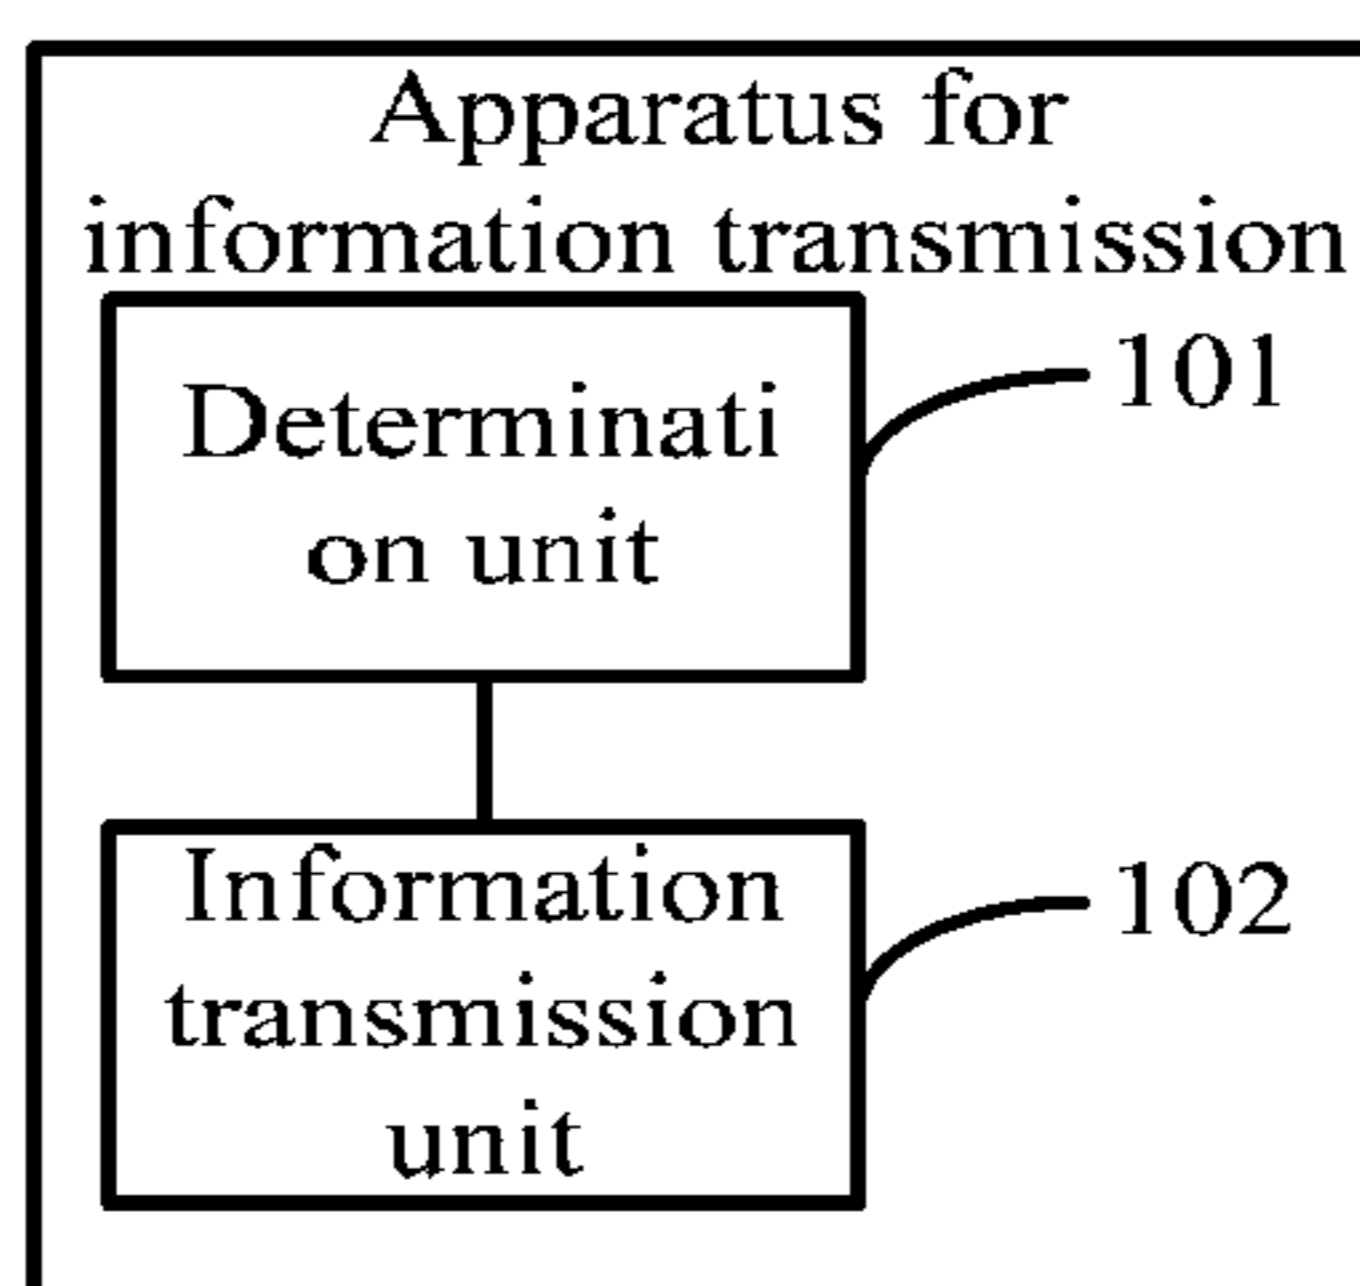 Apparatus for
information transmission
Determinati
on unit
101
Information
transmission
unit
102